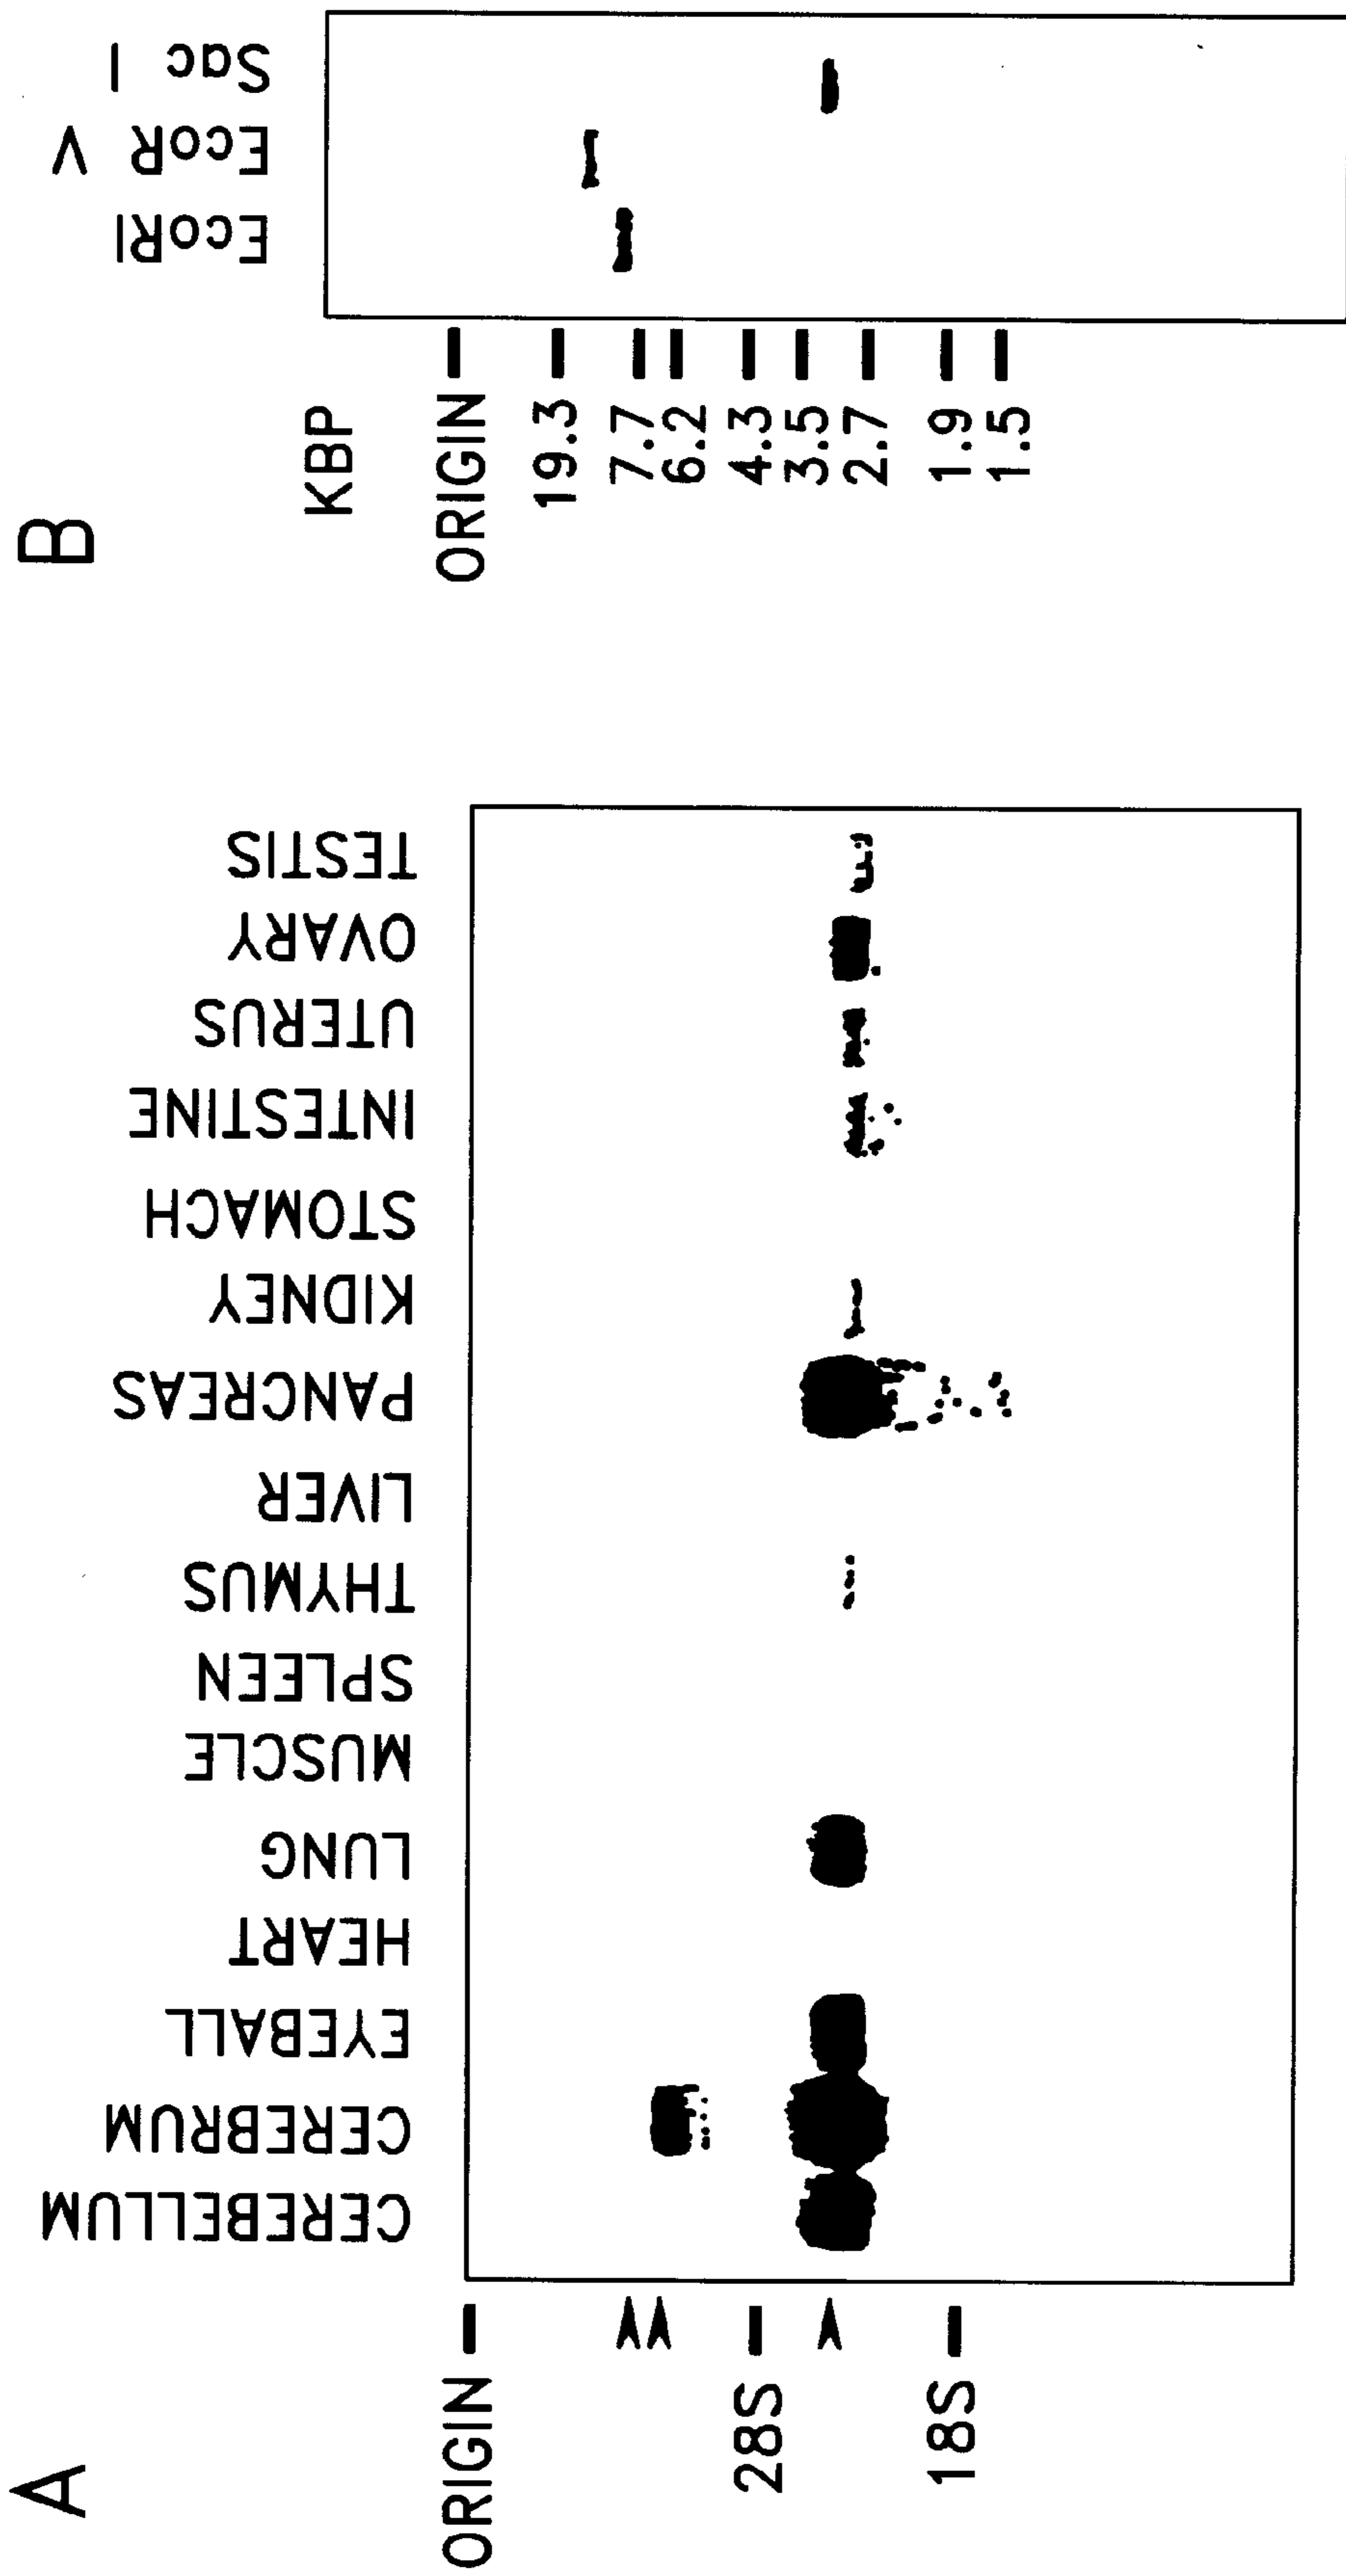 A
CEREBELLUM
CEREBRUM
EYEBALL
HEART
LUNG
MUSCLE
SPLEEN
THYMUS
LIVER
PANCREAS
KIDNEY
STOMACH
INTESTINE
UTERUS
OVARY
TESTIS
ORIGIN
28S
18S
B
EcoRI
EcoR V
Sac I
KBP
ORIGIN
19.3
7.7
6.2
4.3
3.5
2.7
1.9
1.5